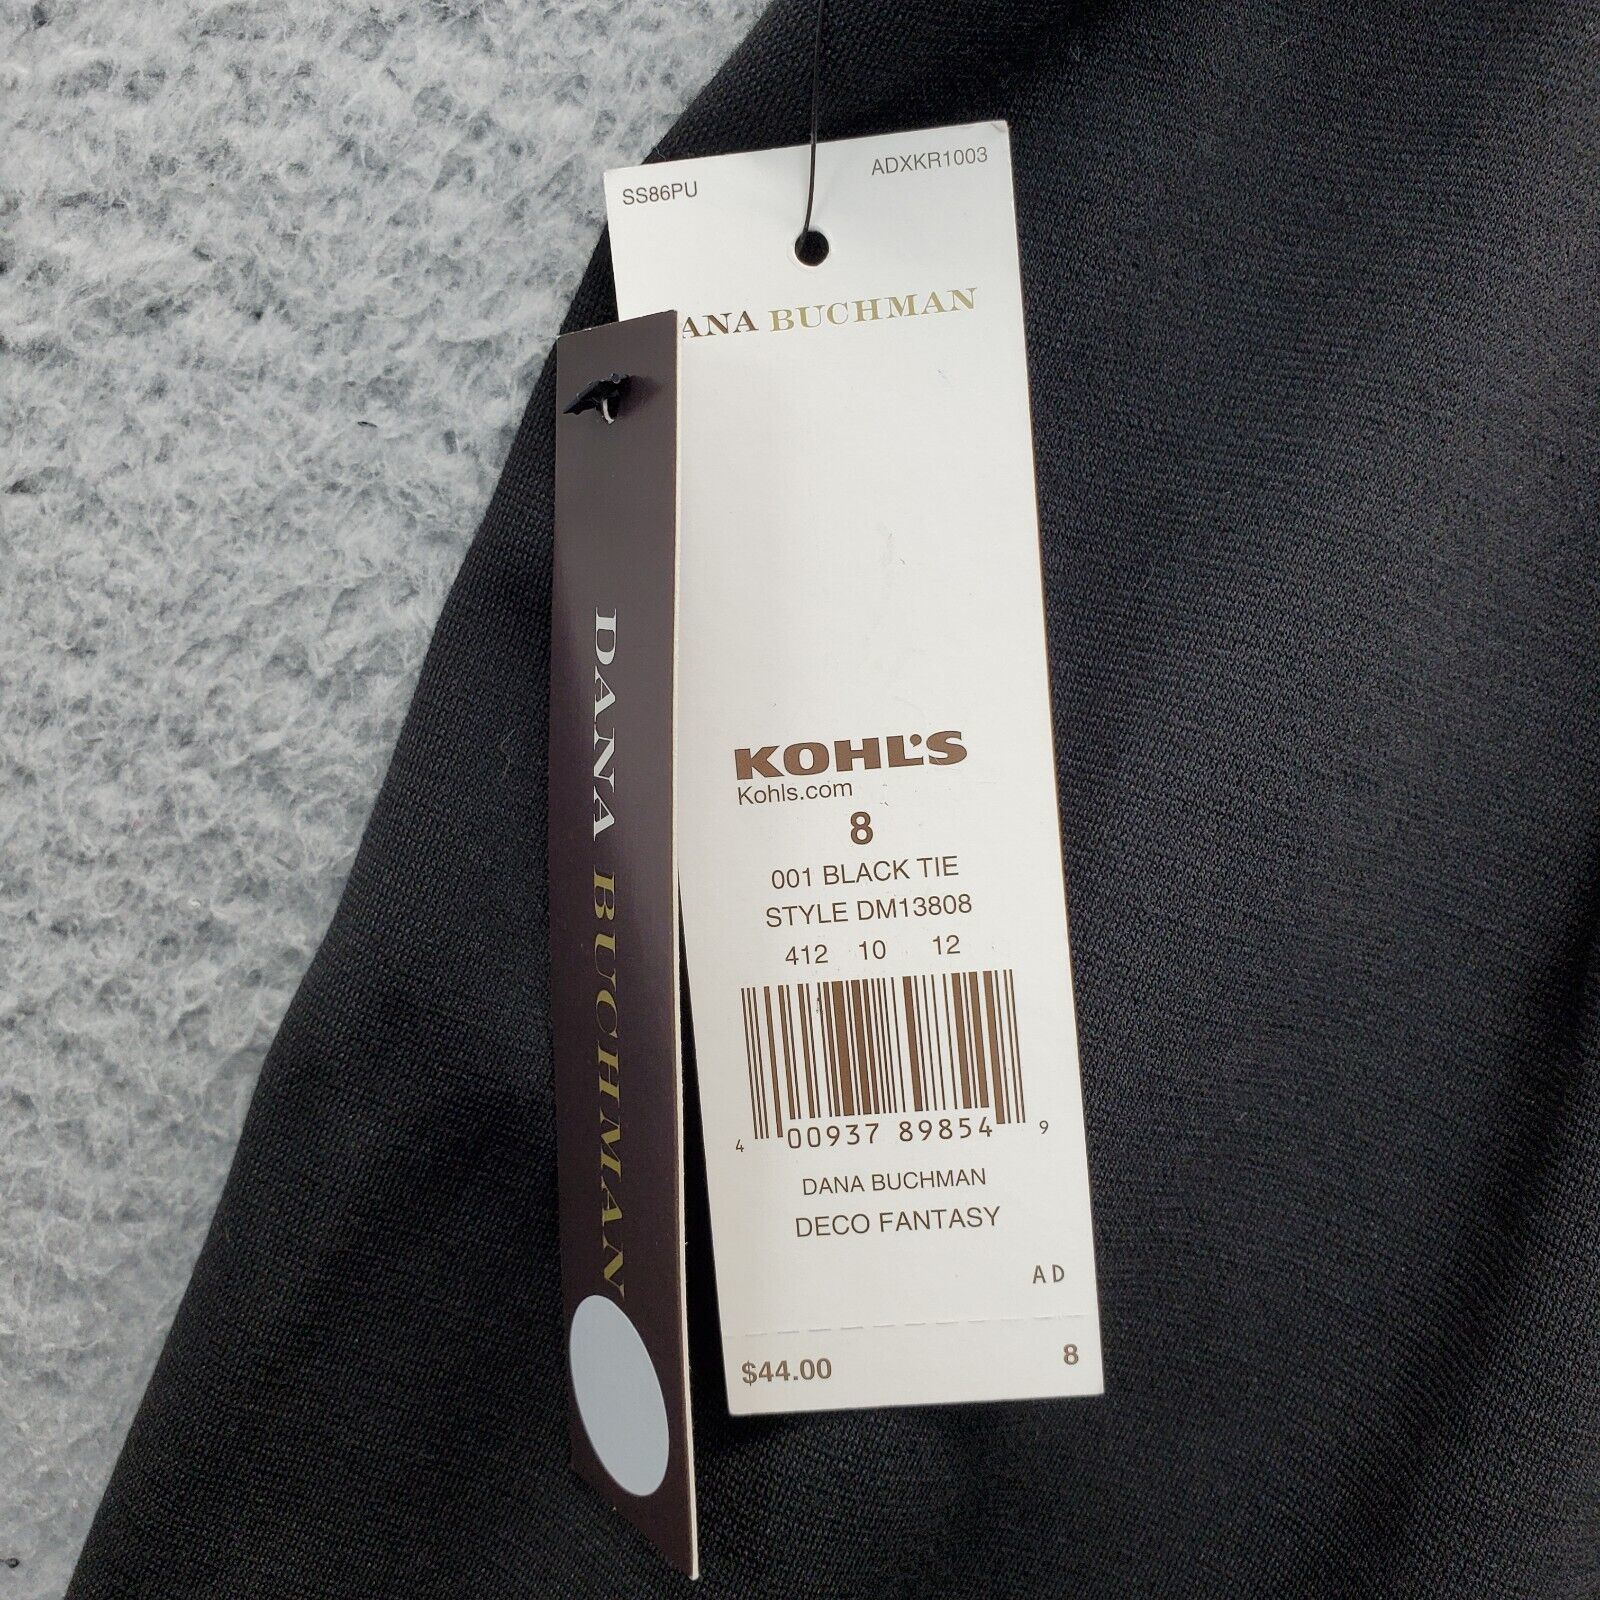 SS86PU ADXKR1003
ANA BUCHMAN
DANA BUCHMAN
KOHL'S
Kohls.com
8
001 BLACK TIE
STYLE DM13808
412 10 12
4 00937 89854 9
DANA BUCHMAN
DECO FANTASY
AD
$44.00 8